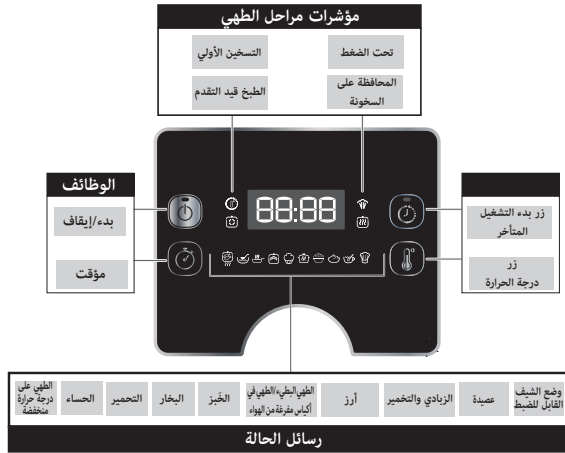 مؤشرات مراحل الطهي
تحت الضغط
التسخين الأولي
المحافظة على
السخونة
الطبخ قيد التقدم
الوظائف
بدء/إيقاف
مؤقت
88:88
زر بدء التشغيل
المتأخر
زر
درجة الحرارة
وضع الشيف
القابل للضبط
عصيدة
الزبادي والتخمير
أرز
الطهي البطيء/الطهي في
أكياس مفرغة من الهواء
الخَبز
البخار
التحمير
الحساء
الطهي على
درجة حرارة
منخفضة
رسائل الحالة